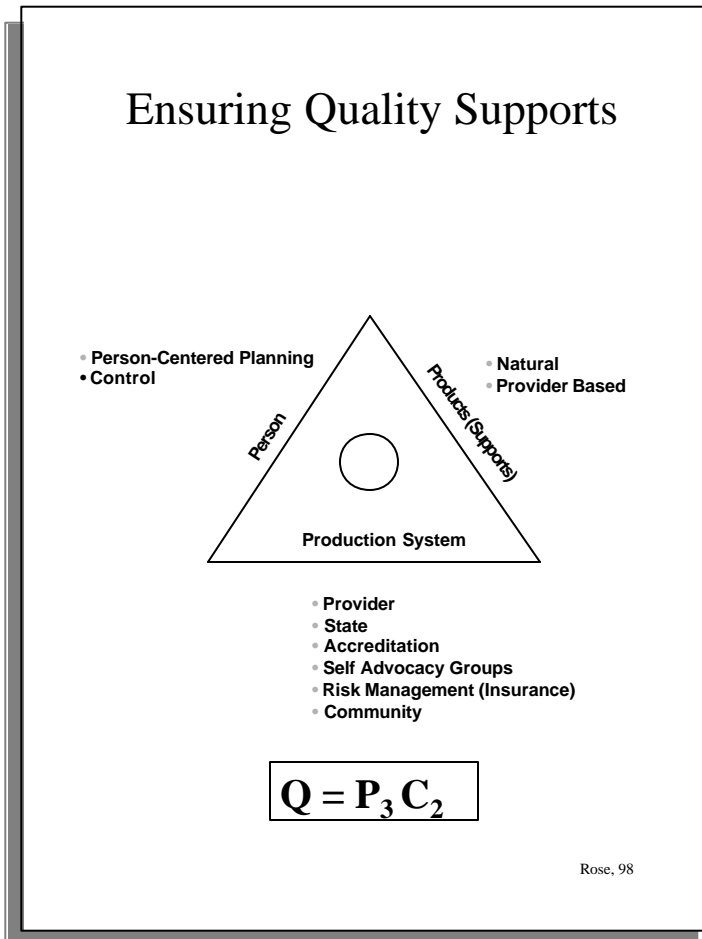 Ensuring Quality Supports
• Person-Centered Planning
• Control
• Natural
• Provider Based
Person
Products (Supports)
Production System
• Provider
• State
• Accreditation
• Self Advocacy Groups
• Risk Management (Insurance)
• Community
Q = P₃ C₂
Rose, 98